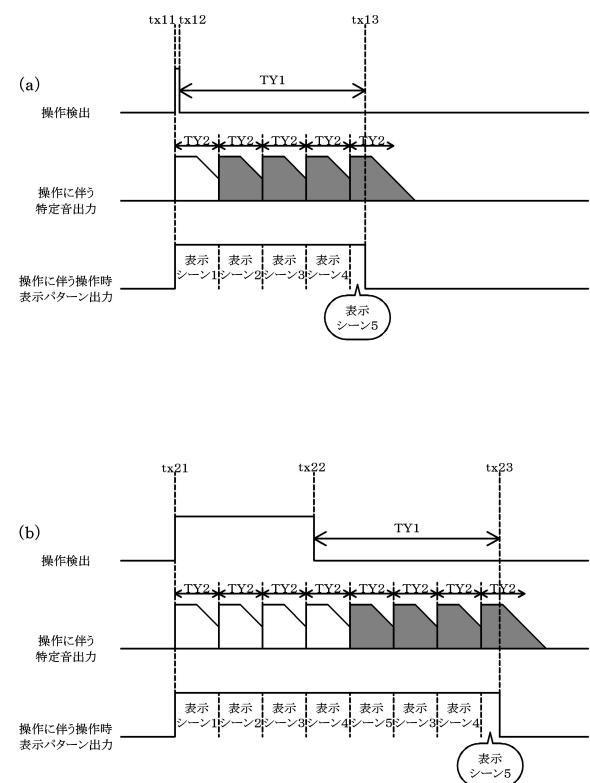 tx11 tx12 tx13
(a)
TY1
操作検出
TY2 TY2 TY2 TY2 TY2
操作に伴う
特定音出力
表示
シーン1
表示
シーン2
表示
シーン3
表示
シーン4
操作に伴う操作時
表示パターン出力
表示
シーン5
tx21 tx22 tx23
(b)
TY1
操作検出
TY2 TY2 TY2 TY2 TY2 TY2 TY2 TY2
操作に伴う
特定音出力
表示
シーン1
表示
シーン2
表示
シーン3
表示
シーン4
表示
シーン5
表示
シーン3
表示
シーン4
操作に伴う操作時
表示パターン出力
表示
シーン5